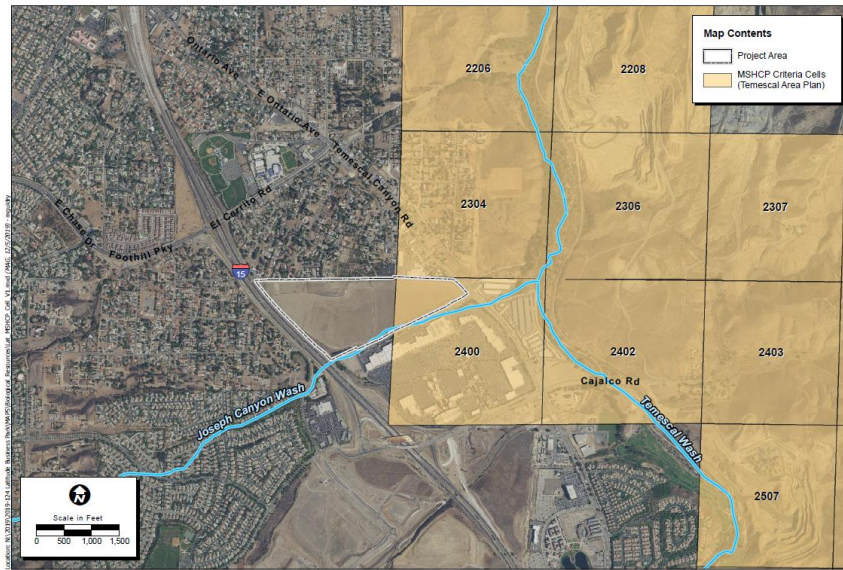 Map Contents
Project Area
MSHCP Criteria Cells
(Temescal Area Plan)
2206
2208
Ontario Ave
E Ontario Ave
Temescal Canyon Rd
El Cerrito Rd
E Chase Dr
Foothill Pky
2304
2306
2307
15
2400
2402
2403
Cajalco Rd
Joseph Canyon Wash
Temescal Wash
2507
N
Scale in Feet
0 500 1,000 1,500